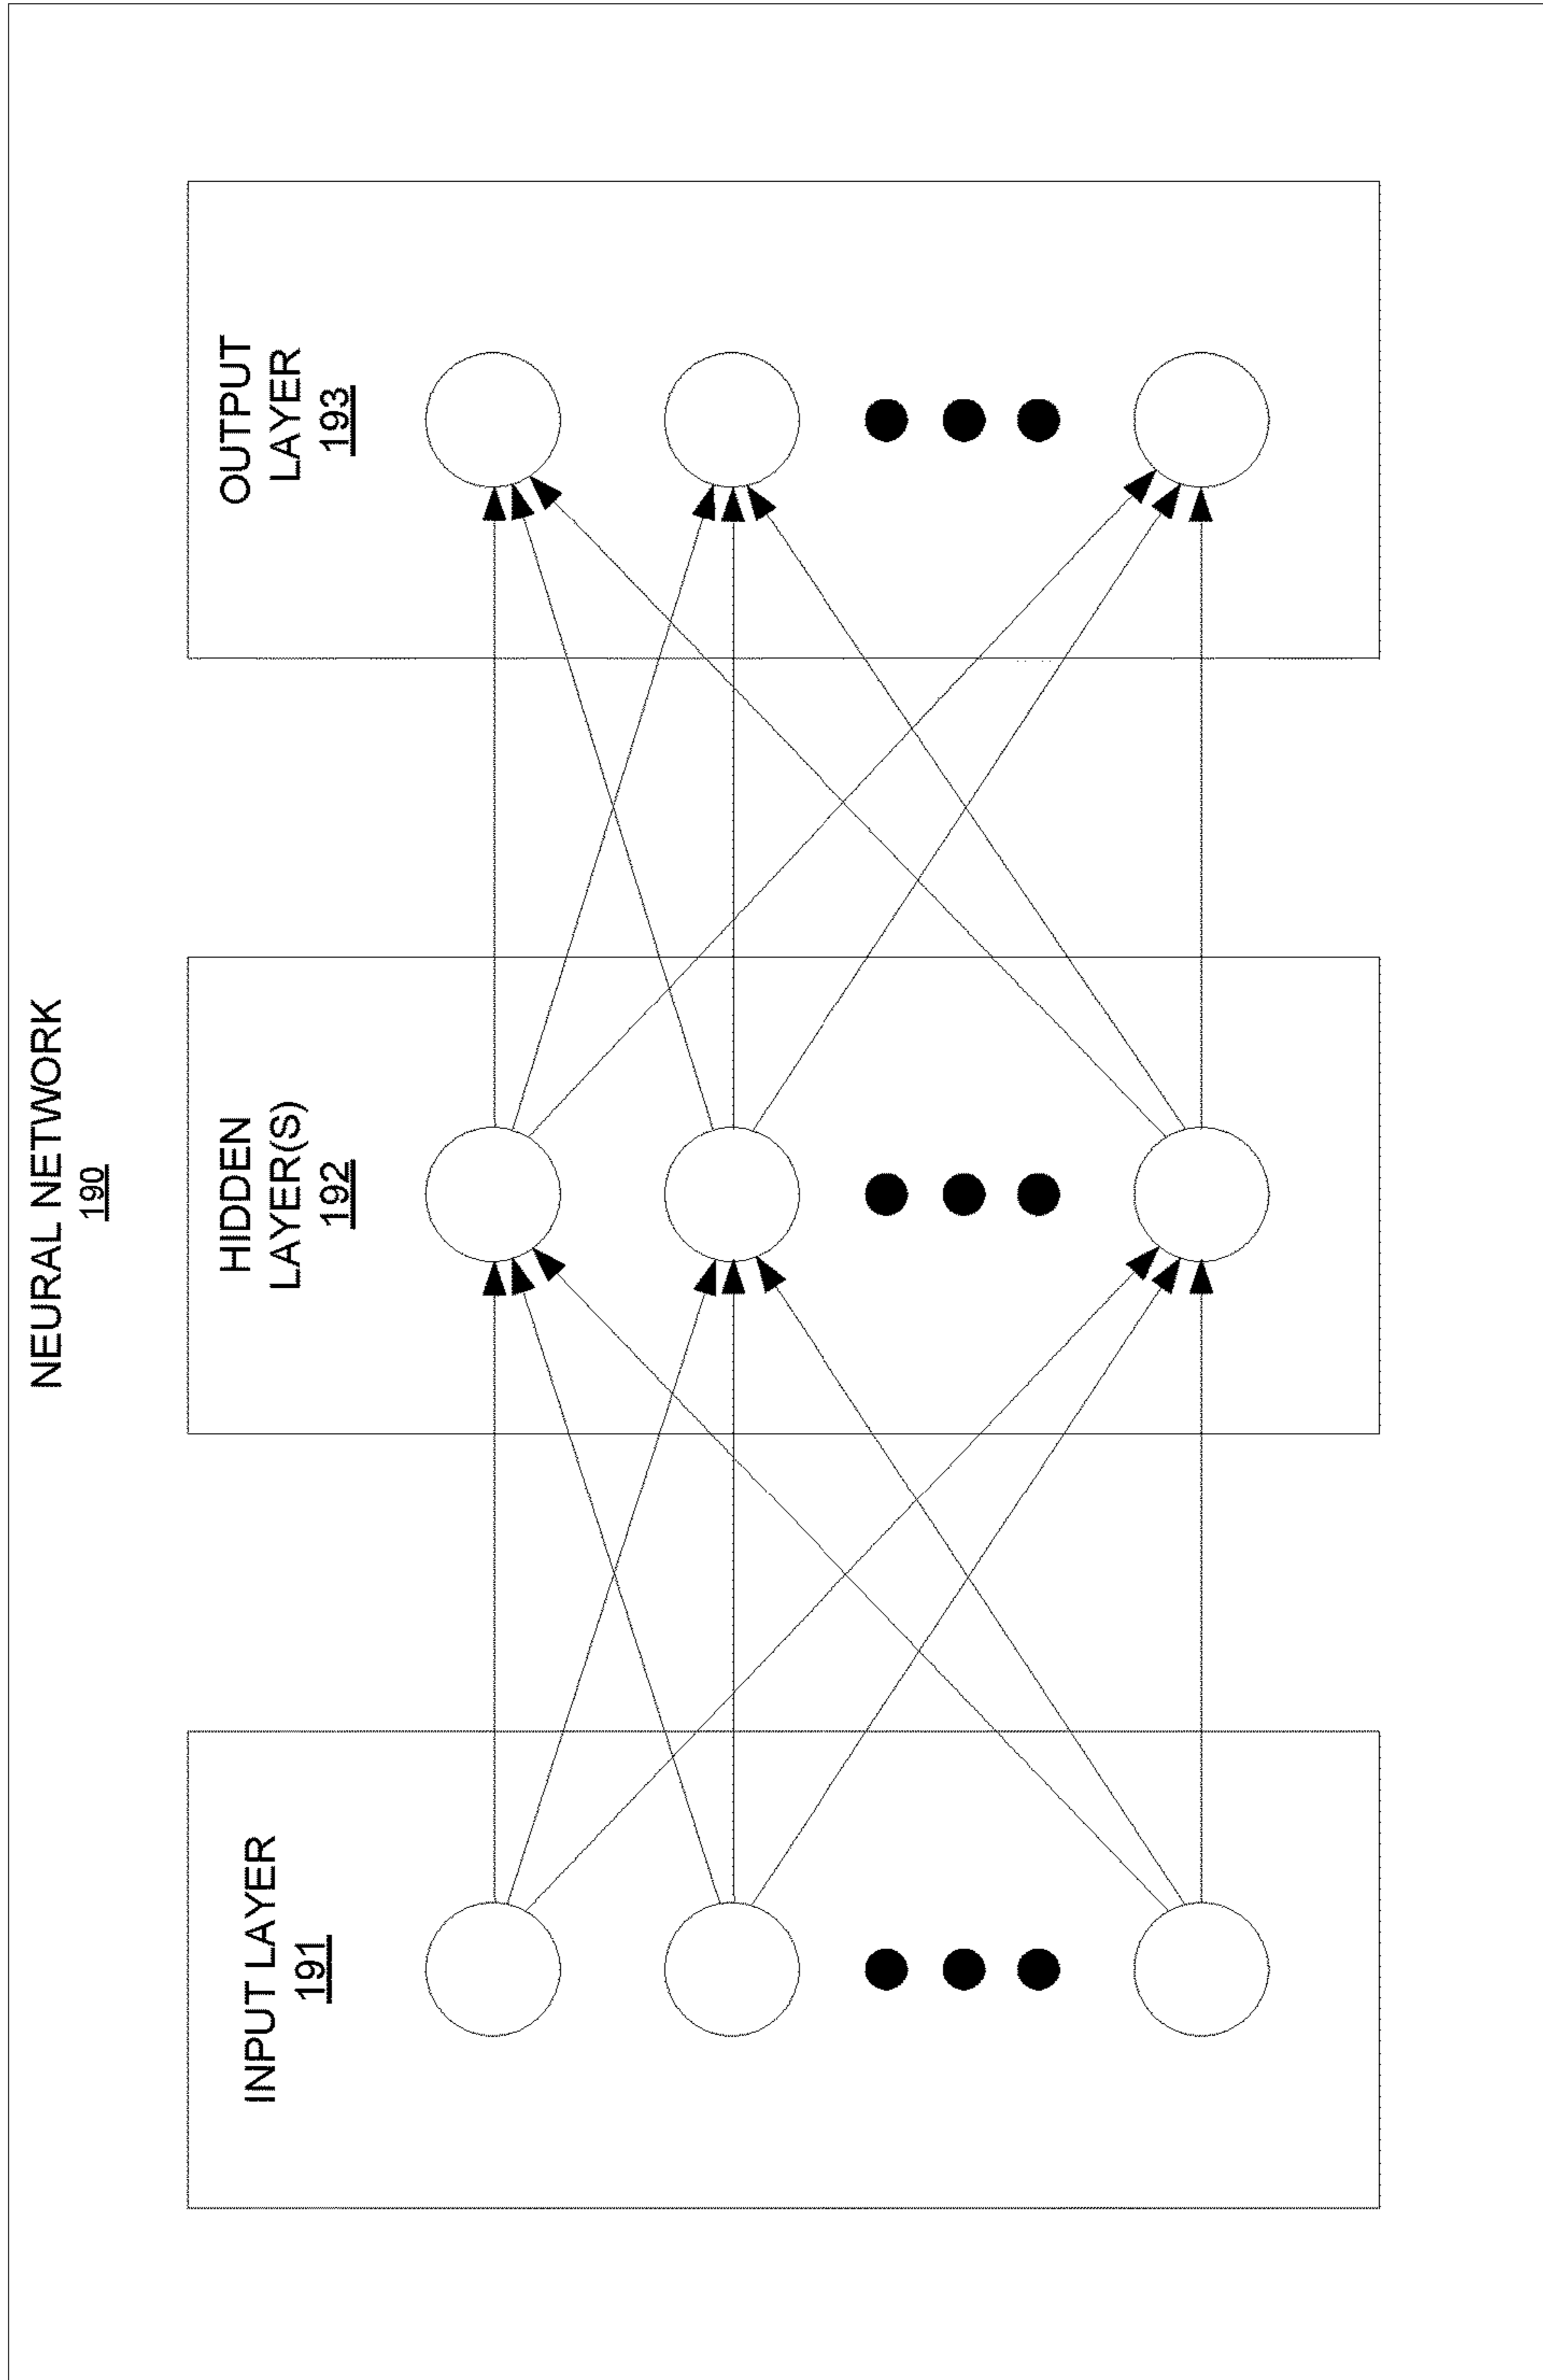 NEURAL NETWORK
190
INPUT LAYER
191
HIDDEN
LAYER(S)
192
OUTPUT
LAYER
193